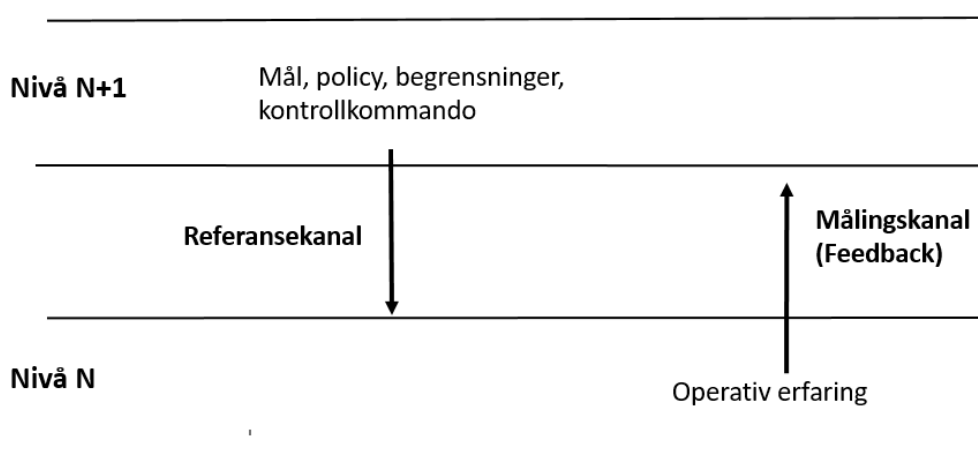 Nivå N+1
Mål, policy, begrensninger,
kontrollkommando
Referansekanal
Målingskanal
(Feedback)
Nivå N
Operativ erfaring